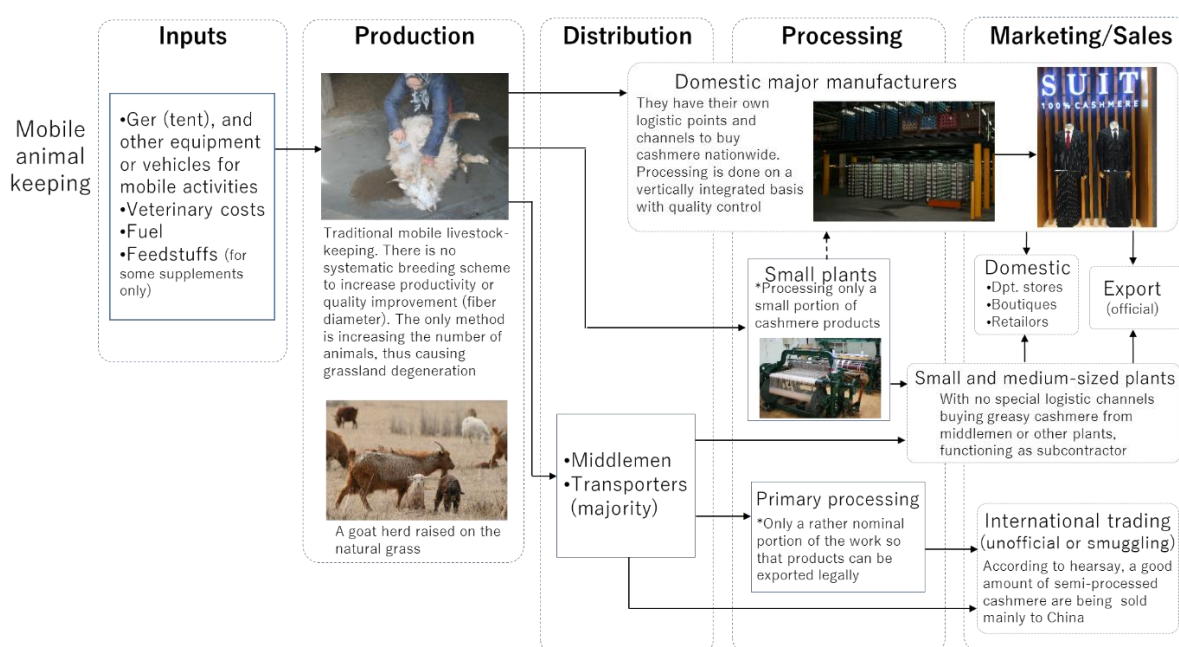 Inputs
Production
Distribution
Processing
Marketing/Sales
Mobile
animal
keeping
•Ger (tent), and
other equipment
or vehicles for
mobile activities
•Veterinary costs
•Fuel
•Feedstuffs (for
some supplements
only)
Traditional mobile livestock-
keeping. There is no
systematic breeding scheme
to increase productivity or
quality improvement (fiber
diameter). The only method
is increasing the number of
animals, thus causing
grassland degeneration
A goat herd raised on the
natural grass
•Middlemen
•Transporters
(majority)
Domestic major manufacturers
They have their own
logistic points and
channels to buy
cashmere nationwide.
Processing is done on a
vertically integrated basis
with quality control
SUIT
100% CASHMERE
Small plants
*Processing only a
small portion of
cashmere products
Primary processing
*Only a rather nominal
portion of the work so
that products can be
exported legally
Domestic
•Dpt. stores
•Boutiques
•Retailors
Export
(official)
Small and medium-sized plants
With no special logistic channels
buying greasy cashmere from
middlemen or other plants,
functioning as subcontractor
International trading
(unofficial or smuggling)
According to hearsay, a good
amount of semi-processed
cashmere are being sold
mainly to China